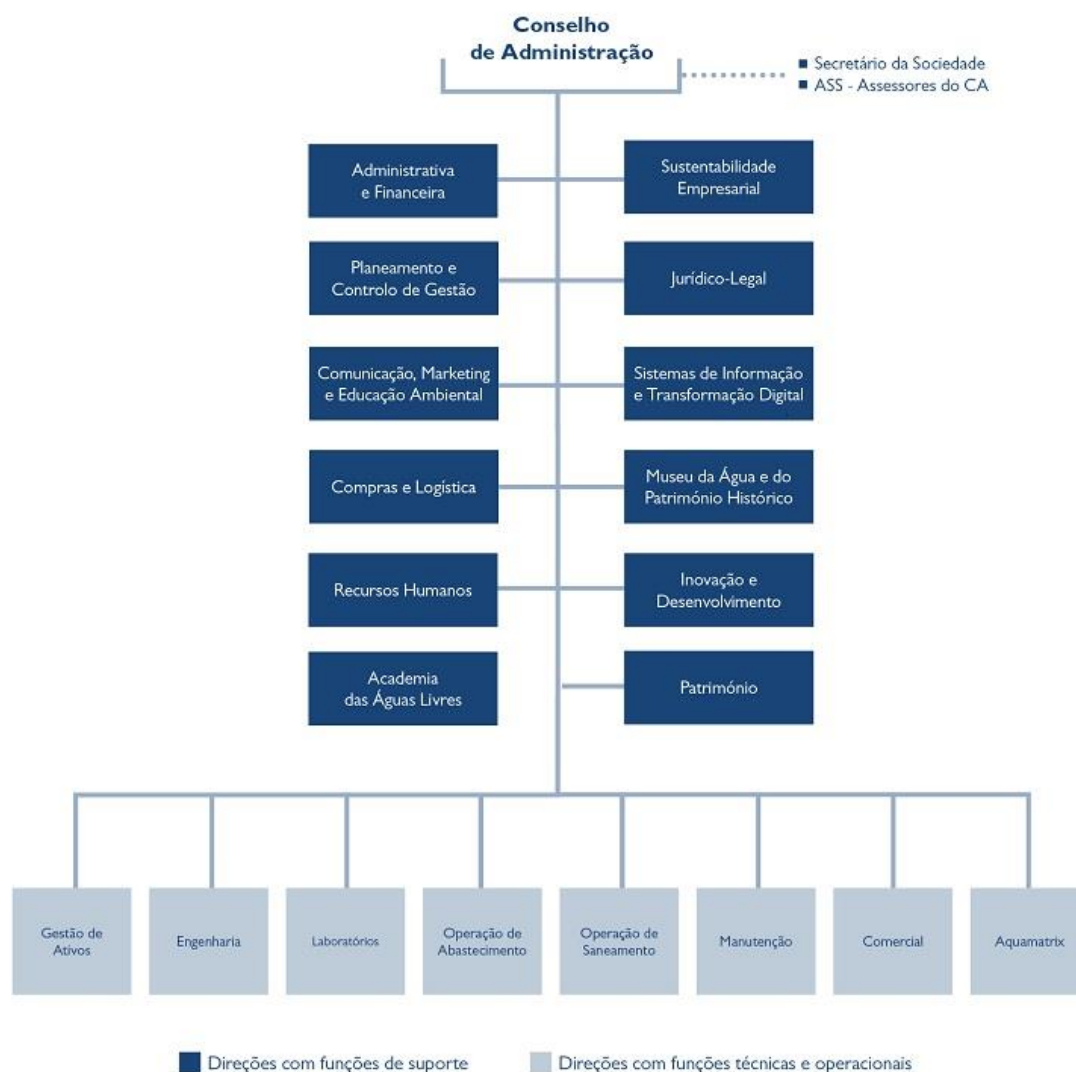 Conselho
de Administração
Secretário da Sociedade
ASS - Assessores do CA
Administrativa
e Financeira
Sustentabilidade
Empresarial
Planeamento e
Controlo de Gestão
Jurídico-Legal
Comunicação, Marketing
e Educação Ambiental
Sistemas de Informação
e Transformação Digital
Compras e Logística
Museu da Água e do
Património Histórico
Recursos Humanos
Inovação e
Desenvolvimento
Academia
das Águas Livres
Património
Gestão de
Ativos
Engenharia
Laboratórios
Operação de
Abastecimento
Operação de
Saneamento
Manutenção
Comercial
Aquamatrix
Direções com funções de suporte
Direções com funções técnicas e operacionais